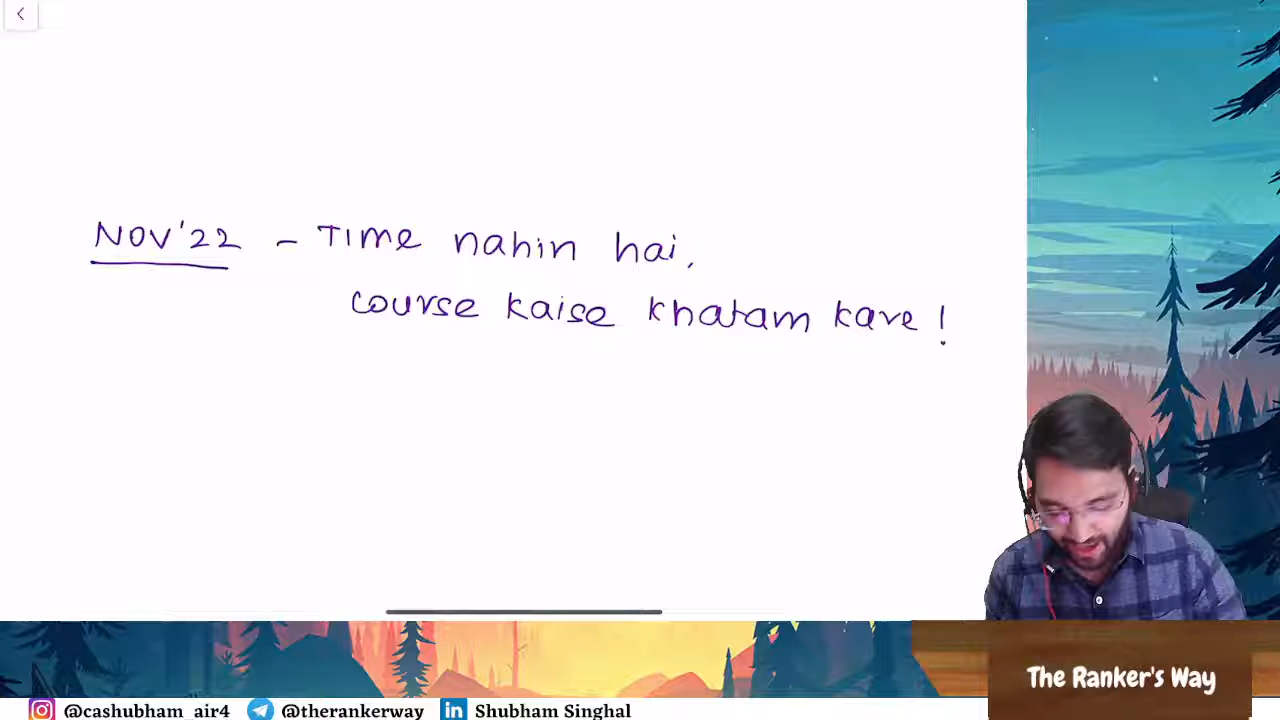 NOV'22 - TIME nahin hai,
course kaise khatam kare !
The Ranker's Way
@cashubham_air4 @therankerway Shubham Singhal